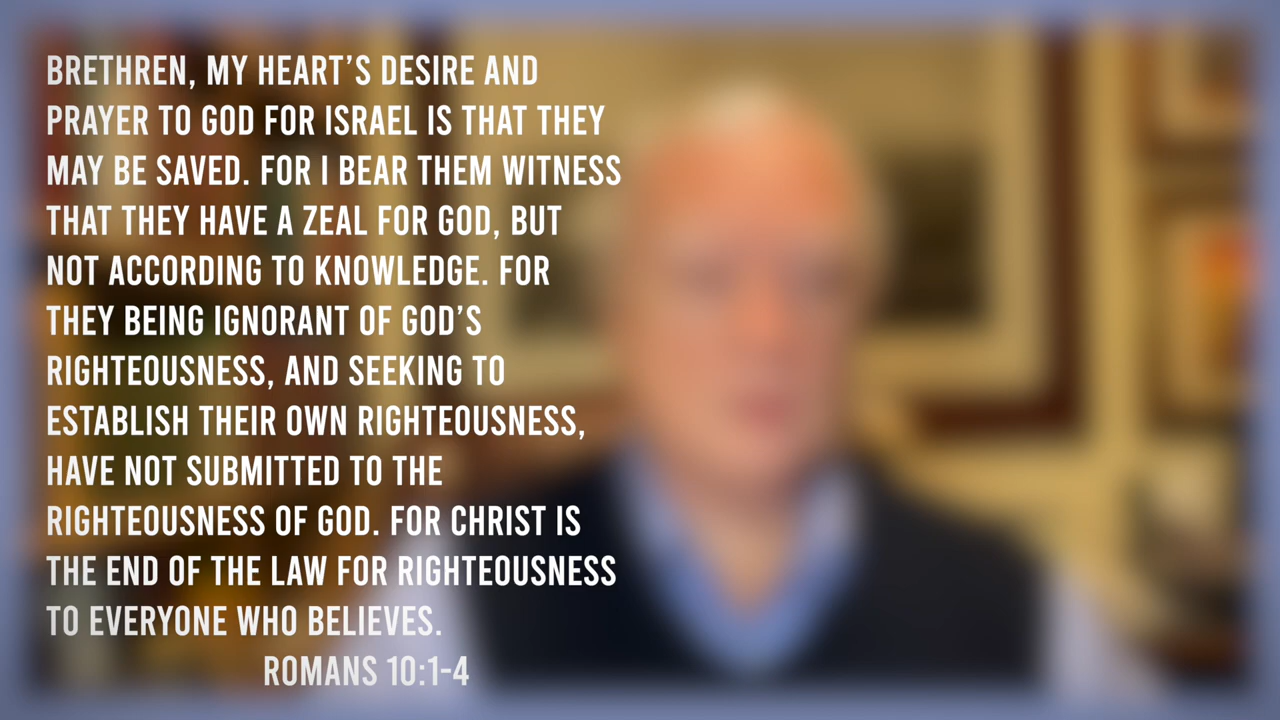 BRETHREN, MY HEART’S DESIRE AND
PRAYER TO GOD FOR ISRAEL IS THAT THEY
MAY BE SAVED. FOR I BEAR THEM WITNESS
THAT THEY HAVE A ZEAL FOR GOD, BUT
NOT ACCORDING TO KNOWLEDGE. FOR
THEY BEING IGNORANT OF GOD’S
RIGHTEOUSNESS, AND SEEKING TO
ESTABLISH THEIR OWN RIGHTEOUSNESS,
HAVE NOT SUBMITTED TO THE
RIGHTEOUSNESS OF GOD. FOR CHRIST IS
THE END OF THE LAW FOR RIGHTEOUSNESS
TO EVERYONE WHO BELIEVES.
ROMANS 10:1-4